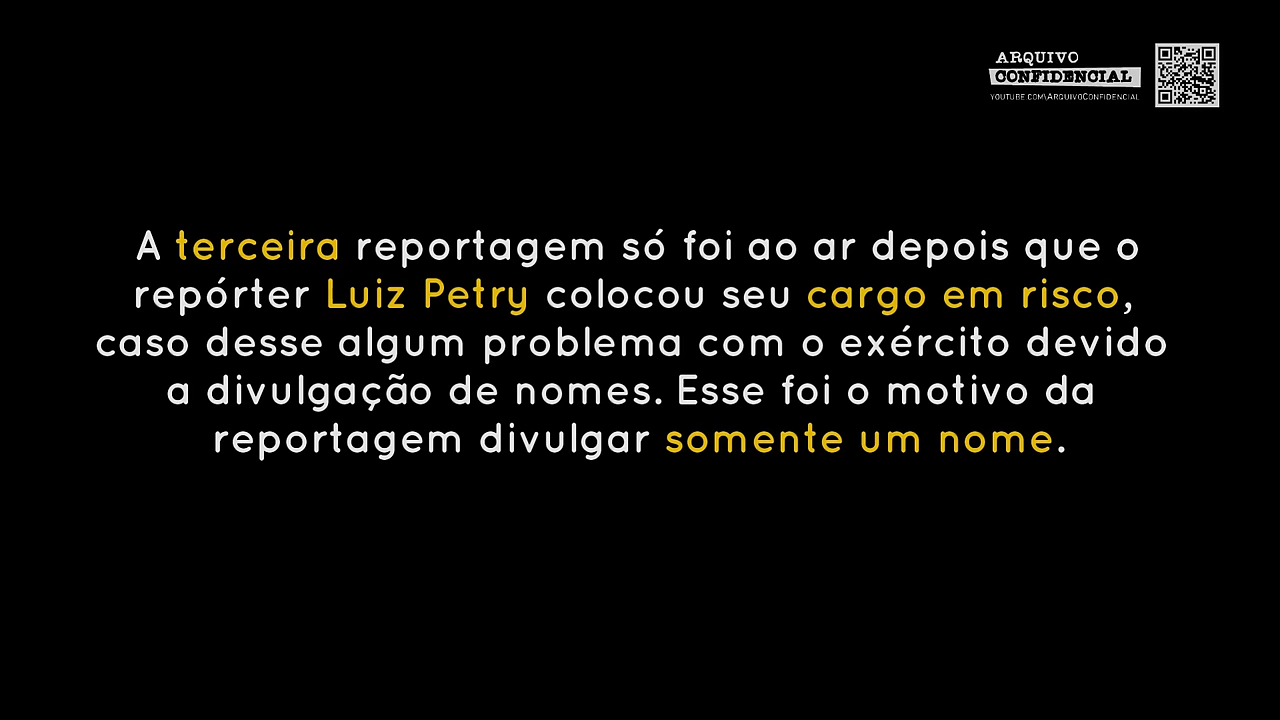 ARQUIVO
CONFIDENCIAL
YOUTUBE.COM\ARQUIVOCONFIDENCIAL
A terceira reportagem só foi ao ar depois que o
repórter Luiz Petry colocou seu cargo em risco,
caso desse algum problema com o exército devido
a divulgação de nomes. Esse foi o motivo da
reportagem divulgar somente um nome.